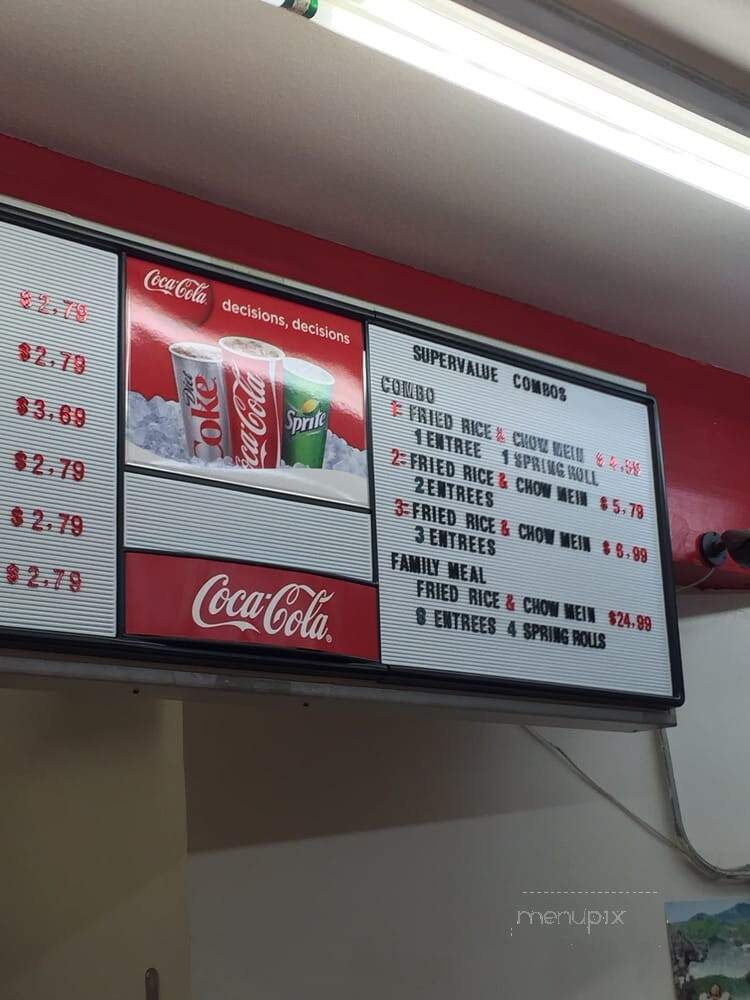 $2.79
$2.79
$3.69
$2.79
$2.79
$2.79
Coca-Cola
decisions, decisions
Diet Coke
Coca-Cola
Sprite
Coca-Cola
SUPERVALUE COMBOS
COMBO
1= FRIED RICE & CHOW MEIN
1 ENTREE 1 SPRING ROLL
2= FRIED RICE & CHOW MEIN $5.79
2 ENTREES
3= FRIED RICE & CHOW MEIN $6.99
3 ENTREES
FAMILY MEAL
FRIED RICE & CHOW MEIN $24.99
8 ENTREES 4 SPRING ROLLS
menupix